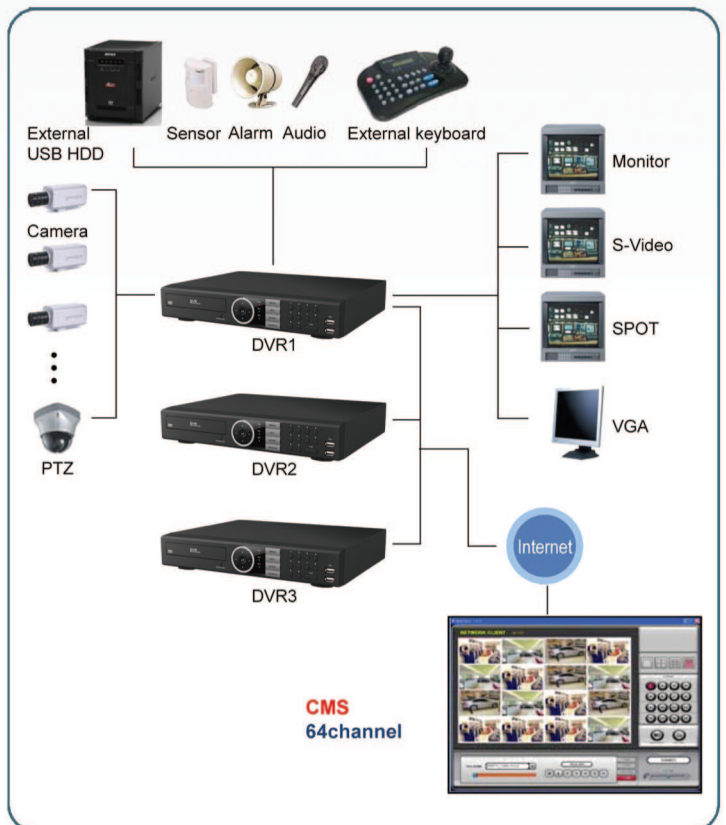 External
USB HDD
Sensor
Alarm
Audio
External keyboard
Camera
PTZ
DVR1
DVR2
DVR3
Monitor
S-Video
SPOT
VGA
Internet
CMS
64channel
NETWORK CLIENT